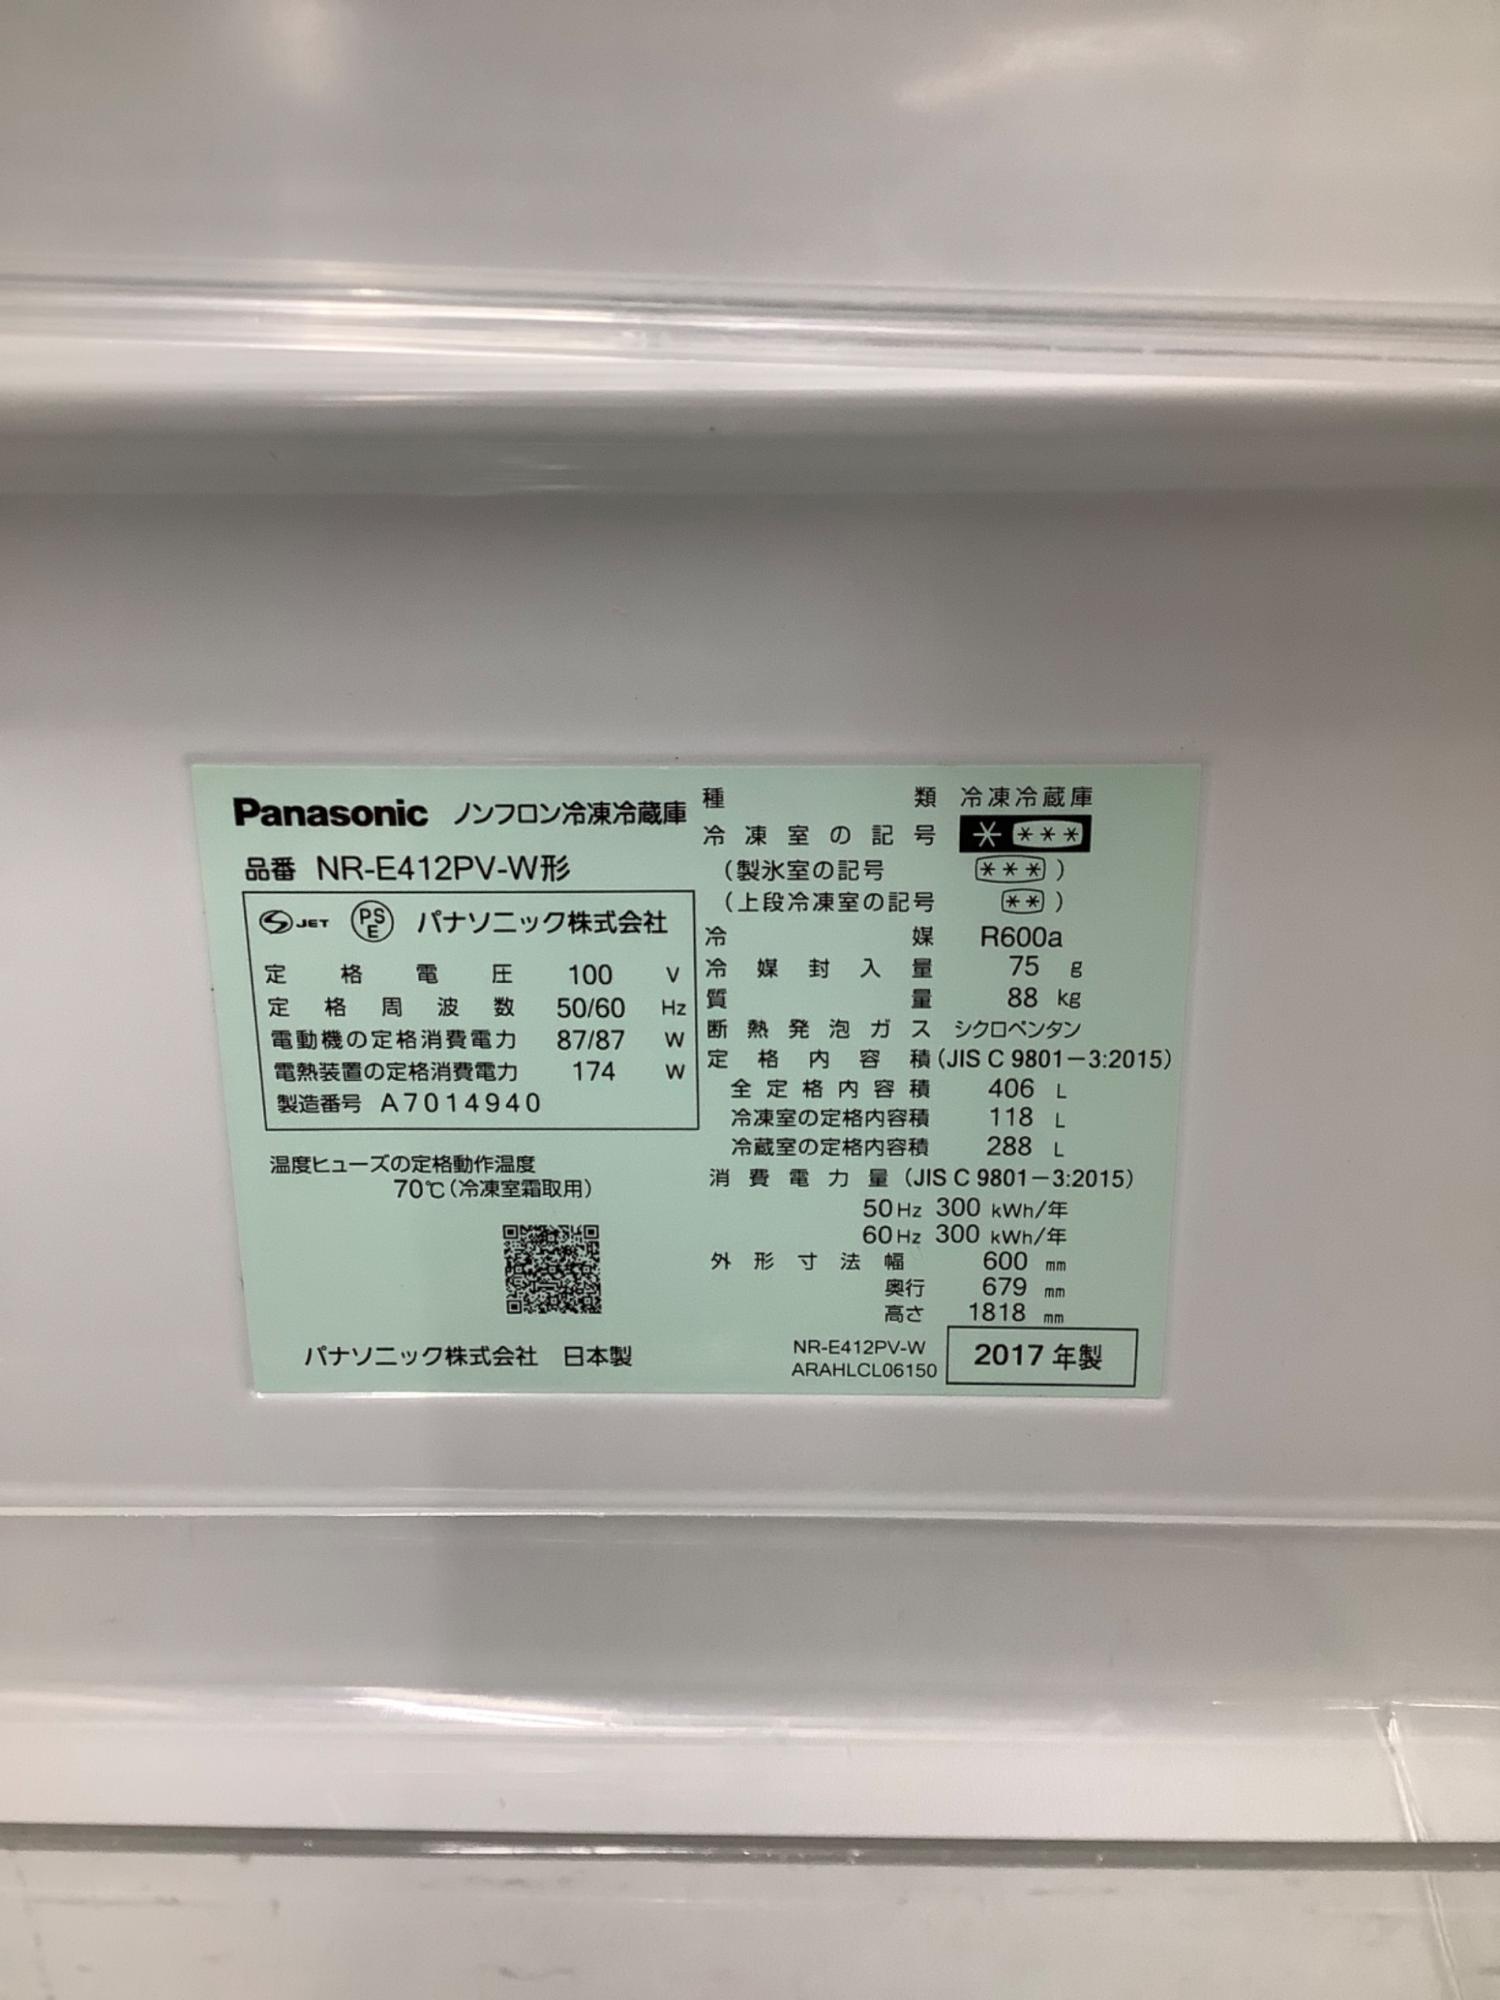 Panasonic ノンフロン冷凍冷蔵庫
品番 NR-E412PV-W形
JET PSE パナソニック株式会社
定格電圧 100 V
定格周波数 50/60 Hz
電動機の定格消費電力 87/87 W
電熱装置の定格消費電力 174 W
製造番号 A7014940
温度ヒューズの定格動作温度
70℃(冷凍室霜取用)
パナソニック株式会社 日本製
種類 冷凍冷蔵庫
冷凍室の記号 * ***
(製氷室の記号 ***)
(上段冷凍室の記号 **)
冷媒 R600a
冷媒封入量 75 g
質量 88 kg
断熱発泡ガス シクロペンタン
定格内容積(JIS C 9801-3:2015)
全定格内容積 406 L
冷凍室の定格内容積 118 L
冷蔵室の定格内容積 288 L
消費電力量(JIS C 9801-3:2015)
50Hz 300 kWh/年
60Hz 300 kWh/年
外形寸法 幅 600 mm
奥行 679 mm
高さ 1818 mm
NR-E412PV-W
ARAHLCL06150
2017年製